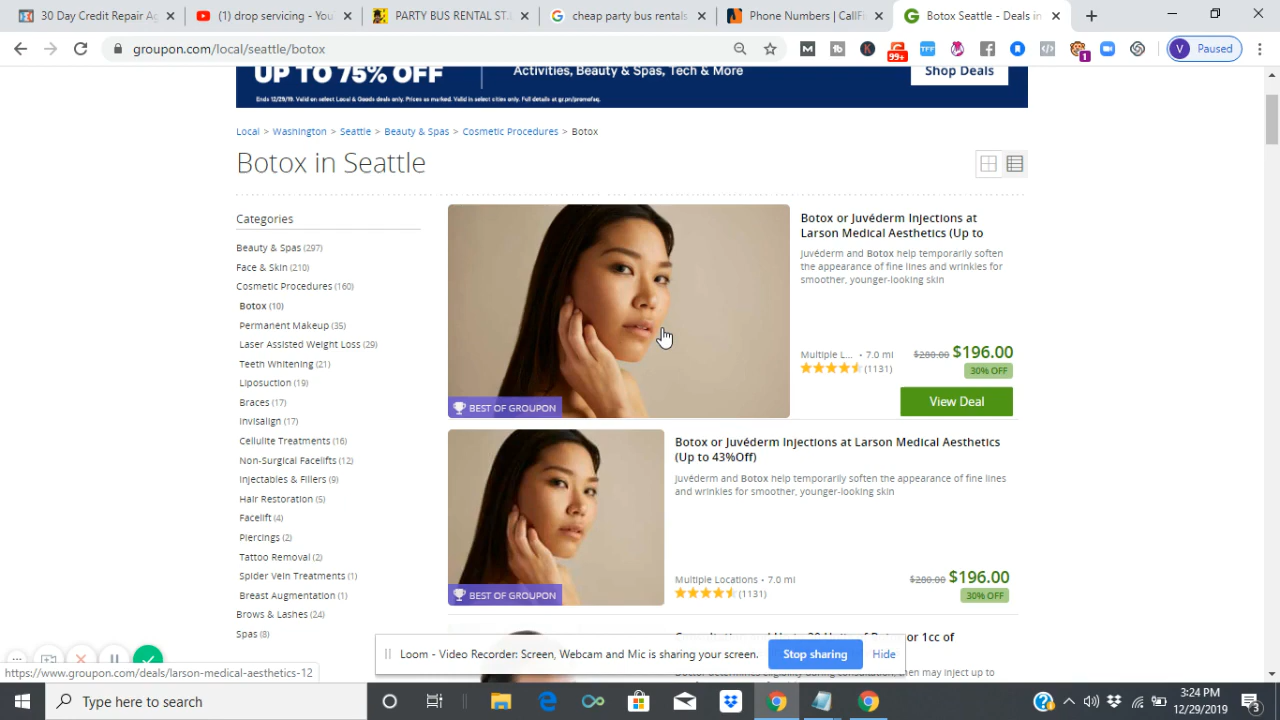 30 Day Credit Repair Ag
(1) drop servicing - You
PARTY BUS RENTAL ST
cheap party bus rentals
Phone Numbers | CallFi
Botox in Seattle - Deals in
groupon.com/local/seattle/botox
99+
1
V Paused
UP TO 75% OFF
Activities, Beauty & Spas, Tech & More
Shop Deals
Ends 12/29/19. Valid on select Local & Goods deals only. Prices as marked. Valid in select cities only. Full details at gr.pn/promofaq.
Local > Washington > Seattle > Beauty & Spas > Cosmetic Procedures > Botox
Botox in Seattle
Categories
Beauty & Spas (297)
Face & Skin (210)
Cosmetic Procedures (160)
Botox (10)
Permanent Makeup (35)
Laser Assisted Weight Loss (29)
Teeth Whitening (21)
Liposuction (19)
Braces (17)
Invisalign (17)
Cellulite Treatments (16)
Non-Surgical Facelifts (12)
Injectables & Fillers (9)
Hair Restoration (5)
Facelift (4)
Piercings (2)
Tattoo Removal (2)
Spider Vein Treatments (1)
Breast Augmentation (1)
Brows & Lashes (24)
Spas (8)
BEST OF GROUPON
Botox or Juvéderm Injections at
Larson Medical Aesthetics (Up to
Juvéderm and Botox help temporarily soften
the appearance of fine lines and wrinkles for
smoother, younger-looking skin
Multiple L... • 7.0 mi
$280.00 $196.00
(1131)
30% OFF
View Deal
BEST OF GROUPON
Botox or Juvéderm Injections at Larson Medical Aesthetics
(Up to 43%Off)
Juvéderm and Botox help temporarily soften the appearance of fine lines
and wrinkles for smoother, younger-looking skin
Multiple Locations • 7.0 mi
$280.00 $196.00
(1131)
30% OFF
or 1cc of
then may inject up to
Loom - Video Recorder: Screen, Webcam and Mic is sharing your screen.
Stop sharing
Hide
https://www.groupon.com/deals/larson-medical-aesthetics-12
Type here to search
3:24 PM
12/29/2019
3